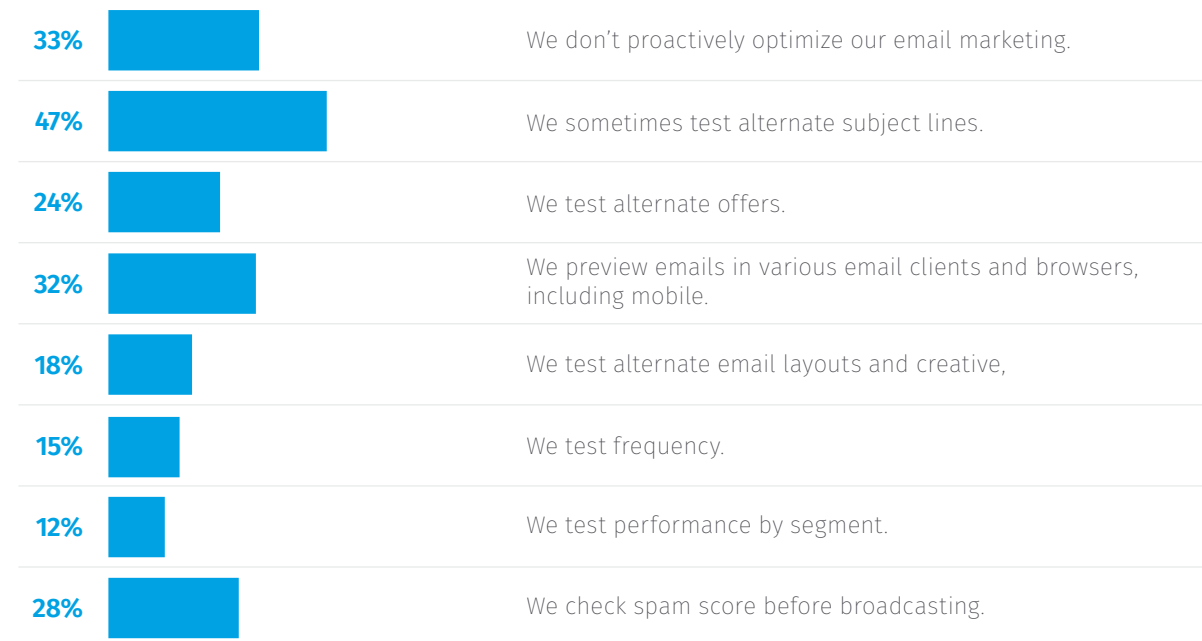 33% We don’t proactively optimize our email marketing.
47% We sometimes test alternate subject lines.
24% We test alternate offers.
32% We preview emails in various email clients and browsers,
including mobile.
18% We test alternate email layouts and creative,
15% We test frequency.
12% We test performance by segment.
28% We check spam score before broadcasting.